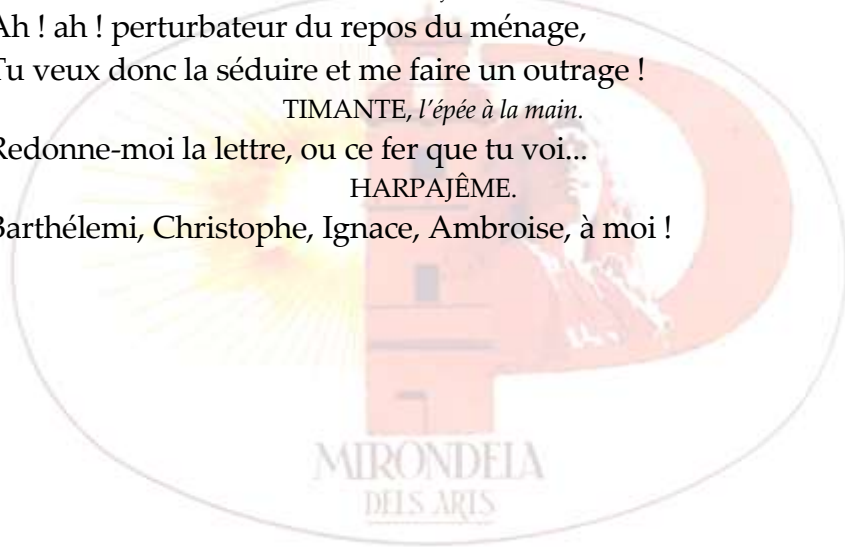 Ah ! ah ! perturbateur du repos du ménage,
Tu veux donc la séduire et me faire un outrage !
TIMANTE, l'épée à la main.
Redonne-moi la lettre, ou ce fer que tu voi...
HARPAJÊME.
Barthélemi, Christophe, Ignace, Ambroise, à moi !
MIRONDELA
DELS ARTS